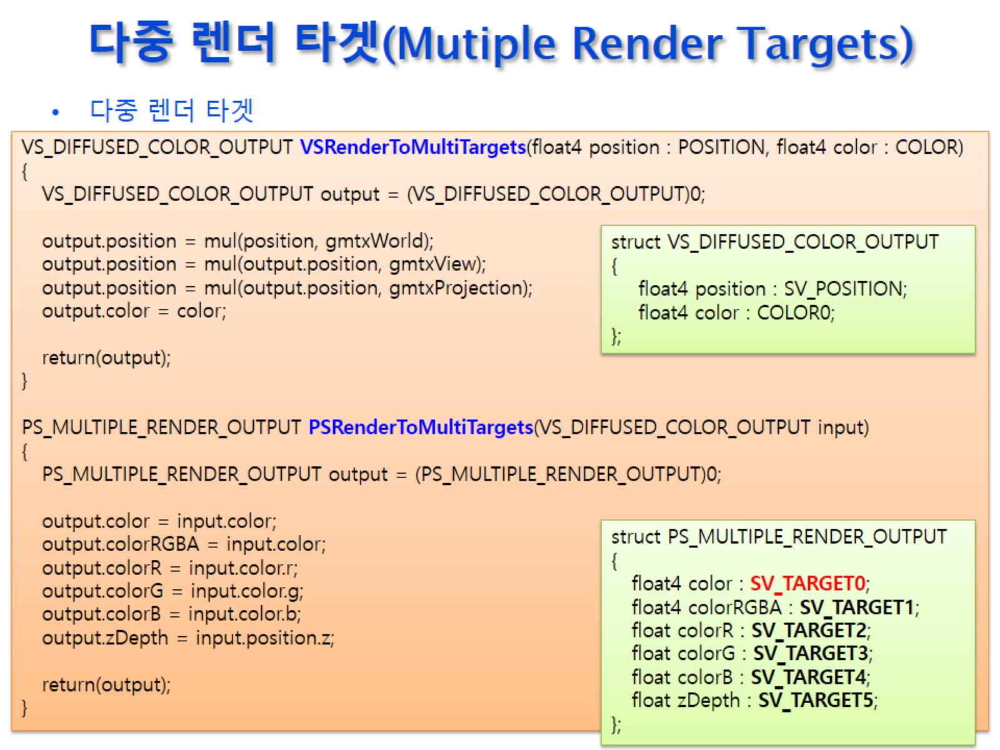 다중 렌더 타겟(Mutiple Render Targets)
• 다중 렌더 타겟
VS_DIFFUSED_COLOR_OUTPUT VSRenderToMultiTargets(float4 position : POSITION, float4 color : COLOR)
{
VS_DIFFUSED_COLOR_OUTPUT output = (VS_DIFFUSED_COLOR_OUTPUT)0;
output.position = mul(position, gmtxWorld);
output.position = mul(output.position, gmtxView);
output.position = mul(output.position, gmtxProjection);
output.color = color;
return(output);
}
struct VS_DIFFUSED_COLOR_OUTPUT
{
float4 position : SV_POSITION;
float4 color : COLOR0;
};
PS_MULTIPLE_RENDER_OUTPUT PSRenderToMultiTargets(VS_DIFFUSED_COLOR_OUTPUT input)
{
PS_MULTIPLE_RENDER_OUTPUT output = (PS_MULTIPLE_RENDER_OUTPUT)0;
output.color = input.color;
output.colorRGBA = input.color;
output.colorR = input.color.r;
output.colorG = input.color.g;
output.colorB = input.color.b;
output.zDepth = input.position.z;
return(output);
}
struct PS_MULTIPLE_RENDER_OUTPUT
{
float4 color : SV_TARGET0;
float4 colorRGBA : SV_TARGET1;
float colorR : SV_TARGET2;
float colorG : SV_TARGET3;
float colorB : SV_TARGET4;
float zDepth : SV_TARGET5;
};